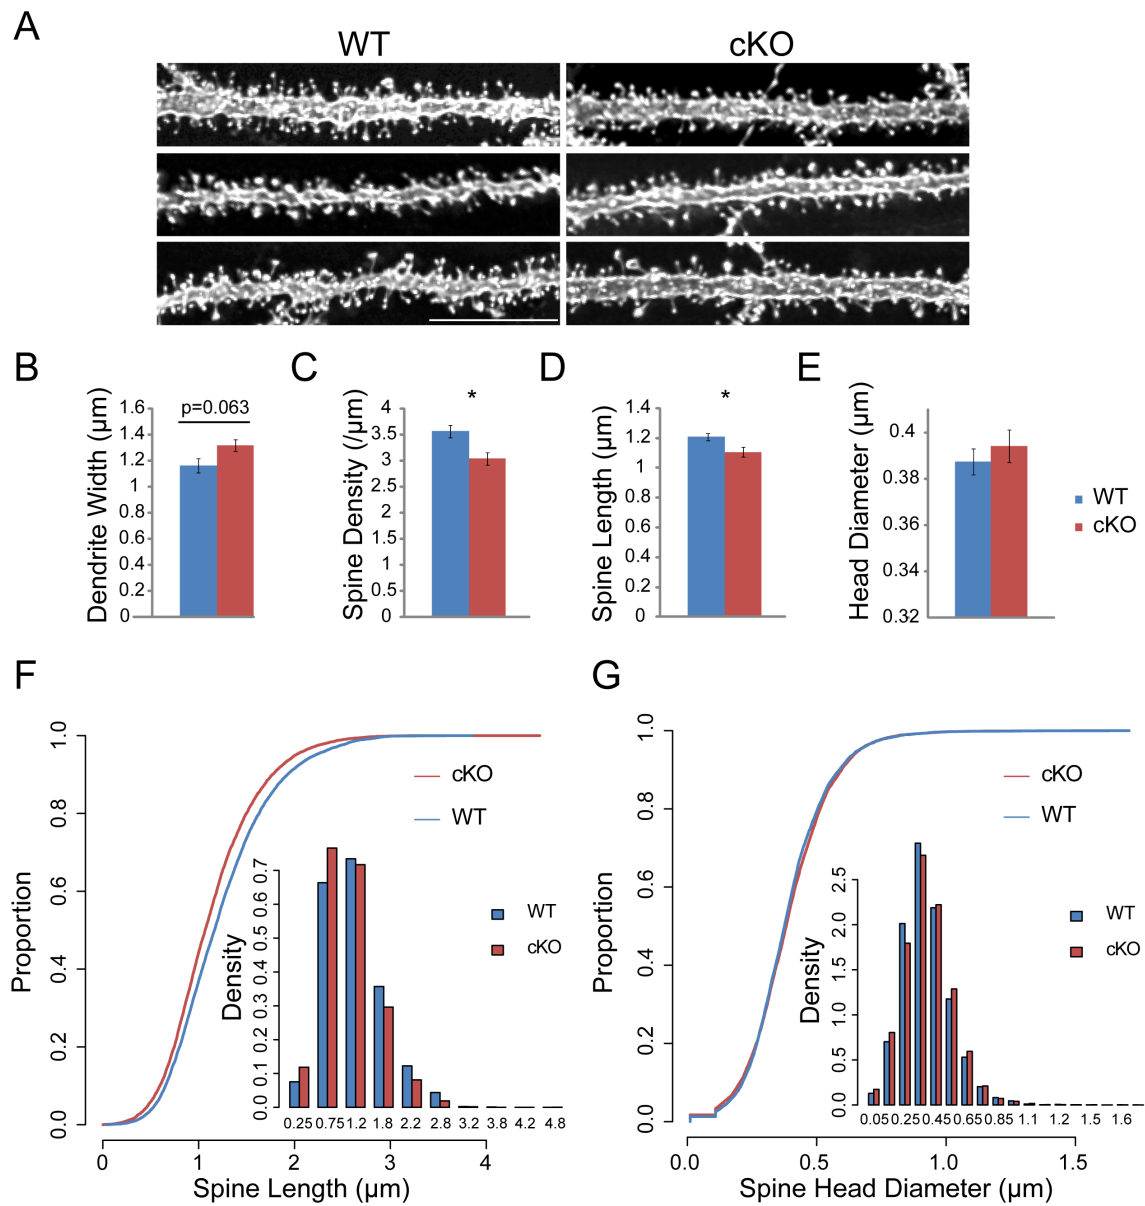 A
WT
cKO
B
Dendrite Width (µm)
1.6
1.4
1.2
1
0.8
0.6
0.4
0.2
0
p=0.063
C
Spine Density (/µm)
4
3.5
3
2.5
2
1.5
1
0.5
0
*
D
Spine Length (µm)
1.4
1.2
1
0.8
0.6
0.4
0.2
0
*
E
Head Diameter (µm)
0.4
0.38
0.36
0.34
0.32
WT
cKO
F
Proportion
1.0
0.8
0.6
0.4
0.2
0.0
cKO
WT
Density
0.7
0.6
0.5
0.4
0.3
0.2
0.1
0.0
WT
cKO
0.25 0.75 1.2 1.8 2.2 2.8 3.2 3.8 4.2 4.8
0 1 2 3 4
Spine Length (µm)
G
Proportion
1.0
0.8
0.6
0.4
0.2
0.0
cKO
WT
Density
2.5
2.0
1.5
1.0
0.5
0.0
WT
cKO
0.05 0.25 0.45 0.65 0.85 1.1 1.2 1.5 1.6
0.0 0.5 1.0 1.5
Spine Head Diameter (µm)